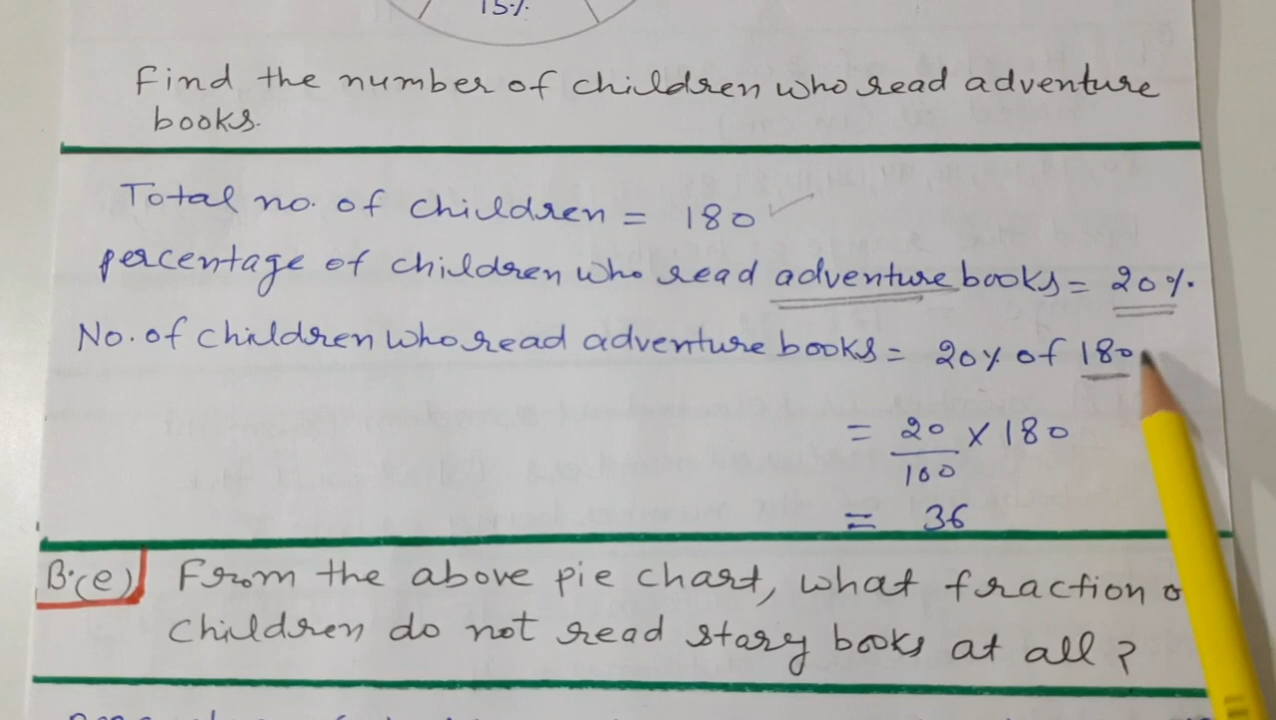 15%
Find the number of children who read adventure
books.
Total no. of children = 180
percentage of children who read adventure books = 20%.
No. of children who read adventure books = 20% of 180
= 20/100 × 180
= 36
B.(e) From the above pie chart, what fraction o
children do not read story books at all?